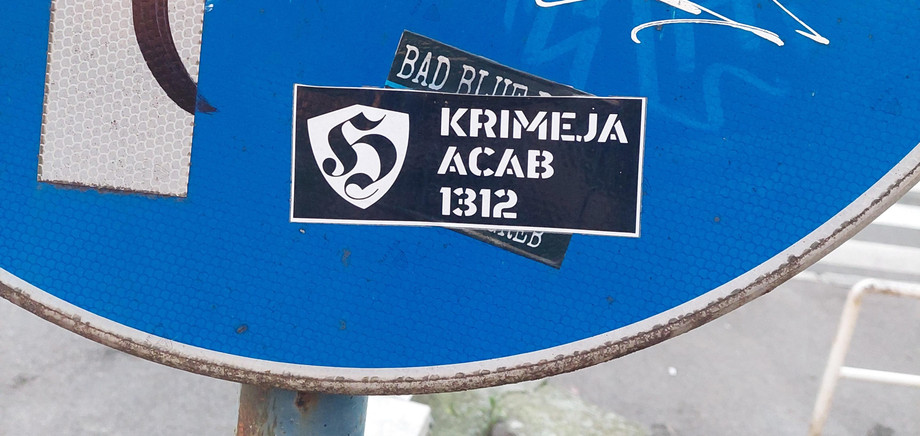 BAD BLUE
H
KRIMEJA
ACAB
1312